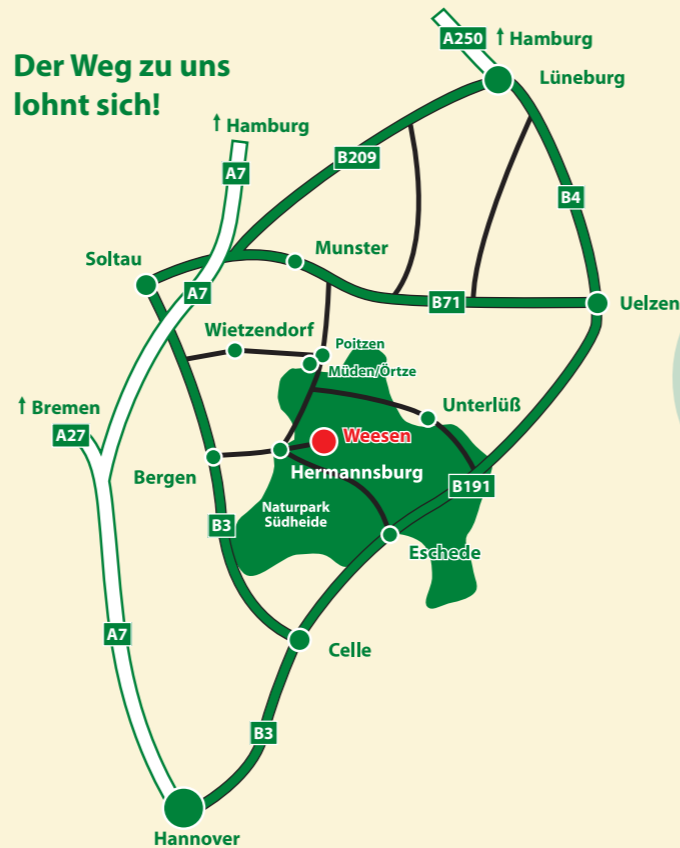 A250 ↑ Hamburg
Der Weg zu uns
lohnt sich!
Lüneburg
↑ Hamburg
B209
A7
B4
Munster
Soltau
A7
B71
Uelzen
Wietzendorf
Poitzen
Müden/Örtze
↑ Bremen
Unterlüß
A27
Weesen
Bergen
Hermannsburg
B191
Naturpark
Südheide
B3
Eschede
A7
Celle
B3
Hannover